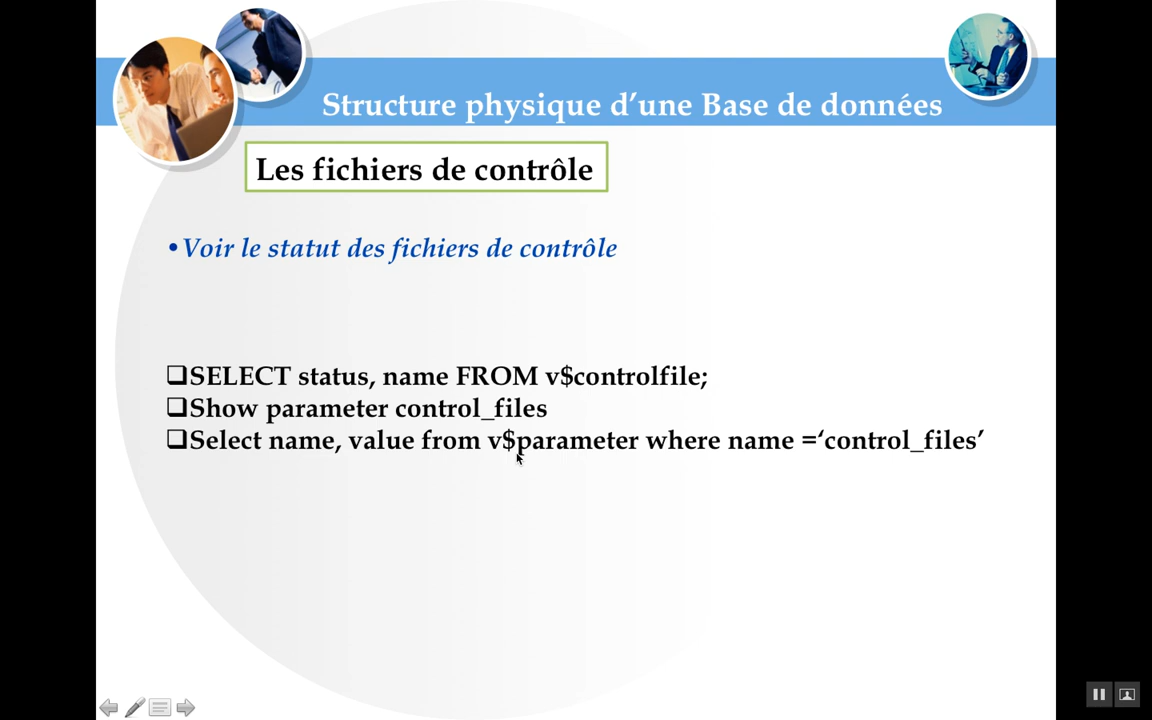 Structure physique d’une Base de données
Les fichiers de contrôle
•Voir le statut des fichiers de contrôle
❑SELECT status, name FROM v$controlfile;
❑Show parameter control_files
❑Select name, value from v$parameter where name =‘control_files’